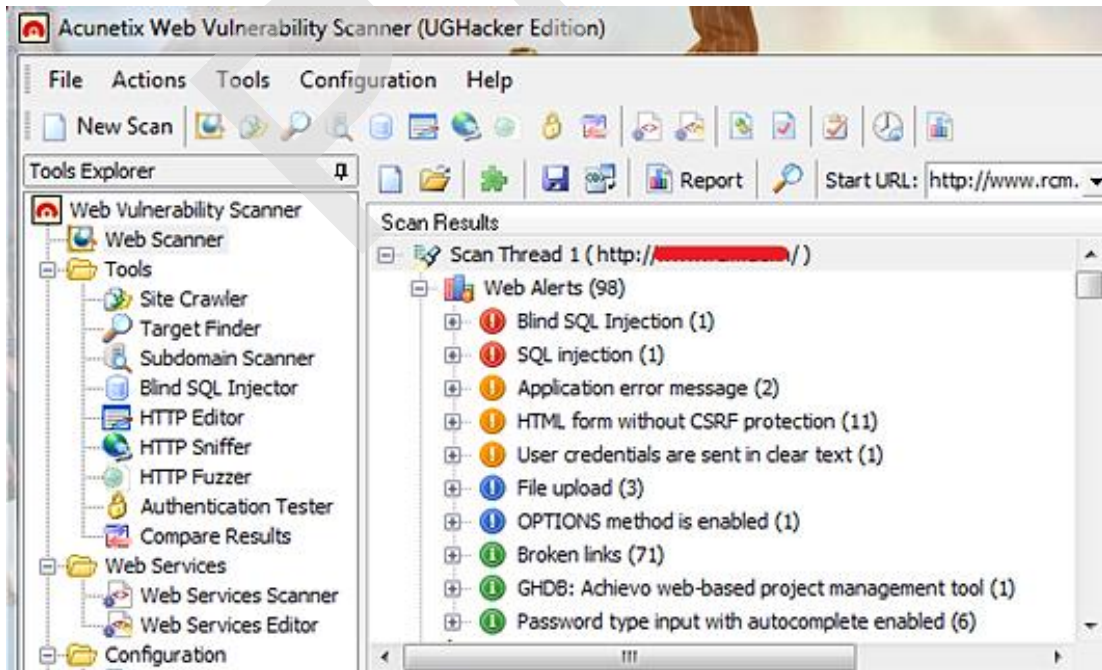 Acunetix Web Vulnerability Scanner (UGHacker Edition)
File Actions Tools Configuration Help
New Scan
Tools Explorer
Report
Start URL: http://www.rcm.
Web Vulnerability Scanner
Web Scanner
Tools
Site Crawler
Target Finder
Subdomain Scanner
Blind SQL Injector
HTTP Editor
HTTP Sniffer
HTTP Fuzzer
Authentication Tester
Compare Results
Web Services
Web Services Scanner
Web Services Editor
Configuration
Scan Results
Scan Thread 1 ( http:// / )
Web Alerts (98)
Blind SQL Injection (1)
SQL injection (1)
Application error message (2)
HTML form without CSRF protection (11)
User credentials are sent in clear text (1)
File upload (3)
OPTIONS method is enabled (1)
Broken links (71)
GHDB: Achievo web-based project management tool (1)
Password type input with autocomplete enabled (6)